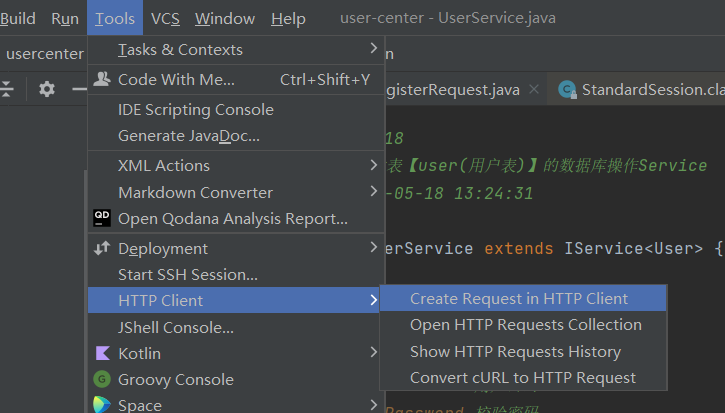 Build Run Tools VCS Window Help user-center - UserService.java
usercenter
Tasks & Contexts
Code With Me... Ctrl+Shift+Y
IDE Scripting Console
Generate JavaDoc...
XML Actions
Markdown Converter
QD Open Qodana Analysis Report...
Deployment
Start SSH Session...
HTTP Client
JShell Console...
Kotlin
G Groovy Console
Space
Create Request in HTTP Client
Open HTTP Requests Collection
Show HTTP Requests History
Convert cURL to HTTP Request
gisterRequest.java C StandardSession.cla
18
表【user(用户表)】的数据库操作Service
-05-18 13:24:31
erService extends IService<User> {
Password 校验密码